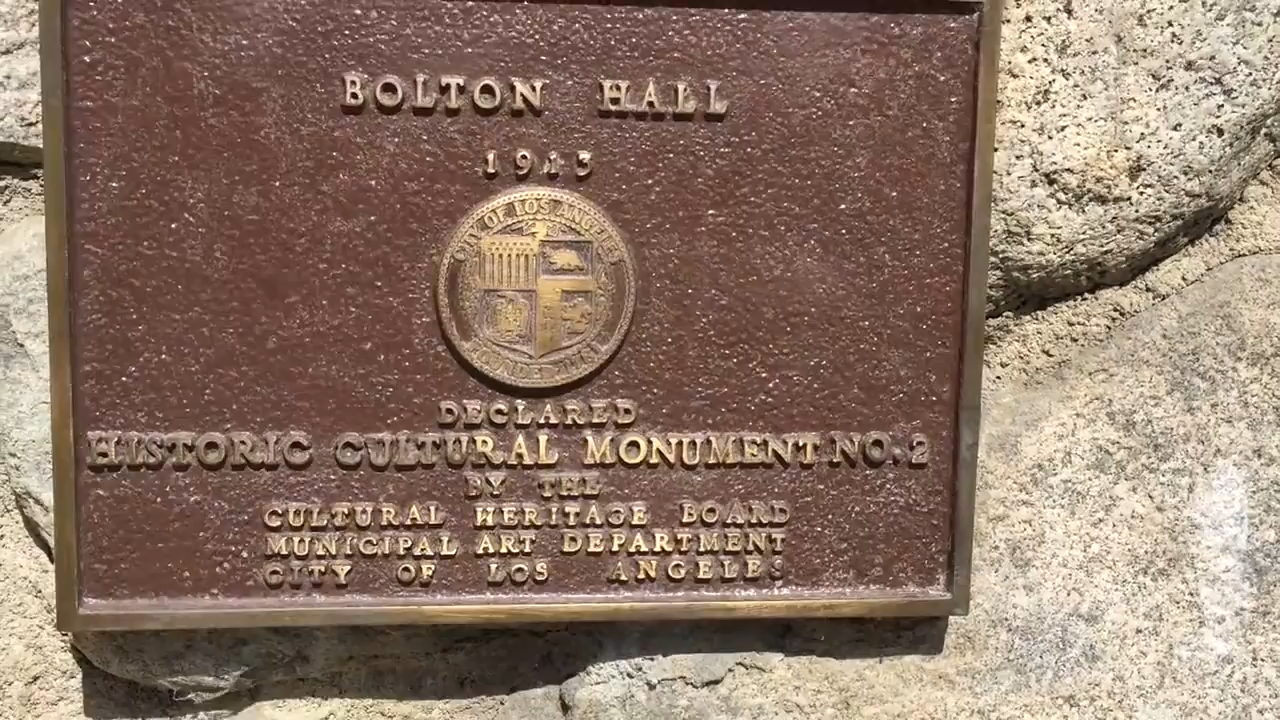 BOLTON HALL
1913
CITY OF LOS ANGELES
DECLARED
HISTORIC CULTURAL MONUMENT NO. 2
BY THE
CULTURAL HERITAGE BOARD
MUNICIPAL ART DEPARTMENT
CITY OF LOS ANGELES